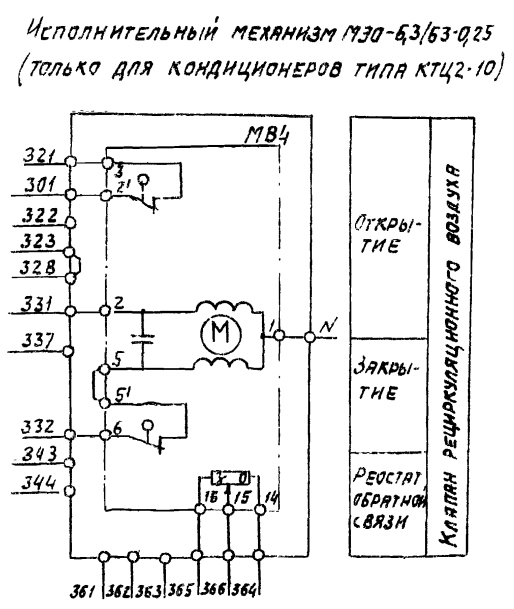 Исполнительный механизм МЭО-6,3/63-0,25
(только для кондиционеров типа КТЦ2-10)
МВ4
321
3
301
2'
322
323
328
331
2
М
1
N
337
5
5'
332
6
343
344
З О
16 15 14
361 362 363 365 366 364
Откры-
тие
Закры-
тие
Реостат
обратной
связи
Клапан рециркуляционного воздуха